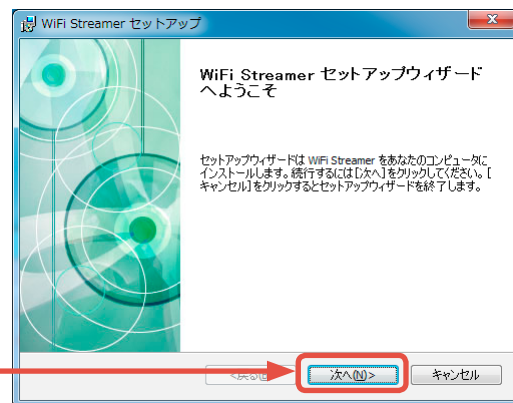 WiFi Streamer セットアップ
WiFi Streamer セットアップウィザード
へようこそ
セットアップウィザードは WiFi Streamer をあなたのコンピュータに
インストールします。続行するには[次へ]をクリックしてください。[
キャンセル]をクリックするとセットアップウィザードを終了します。
次へ(N) >
キャンセル